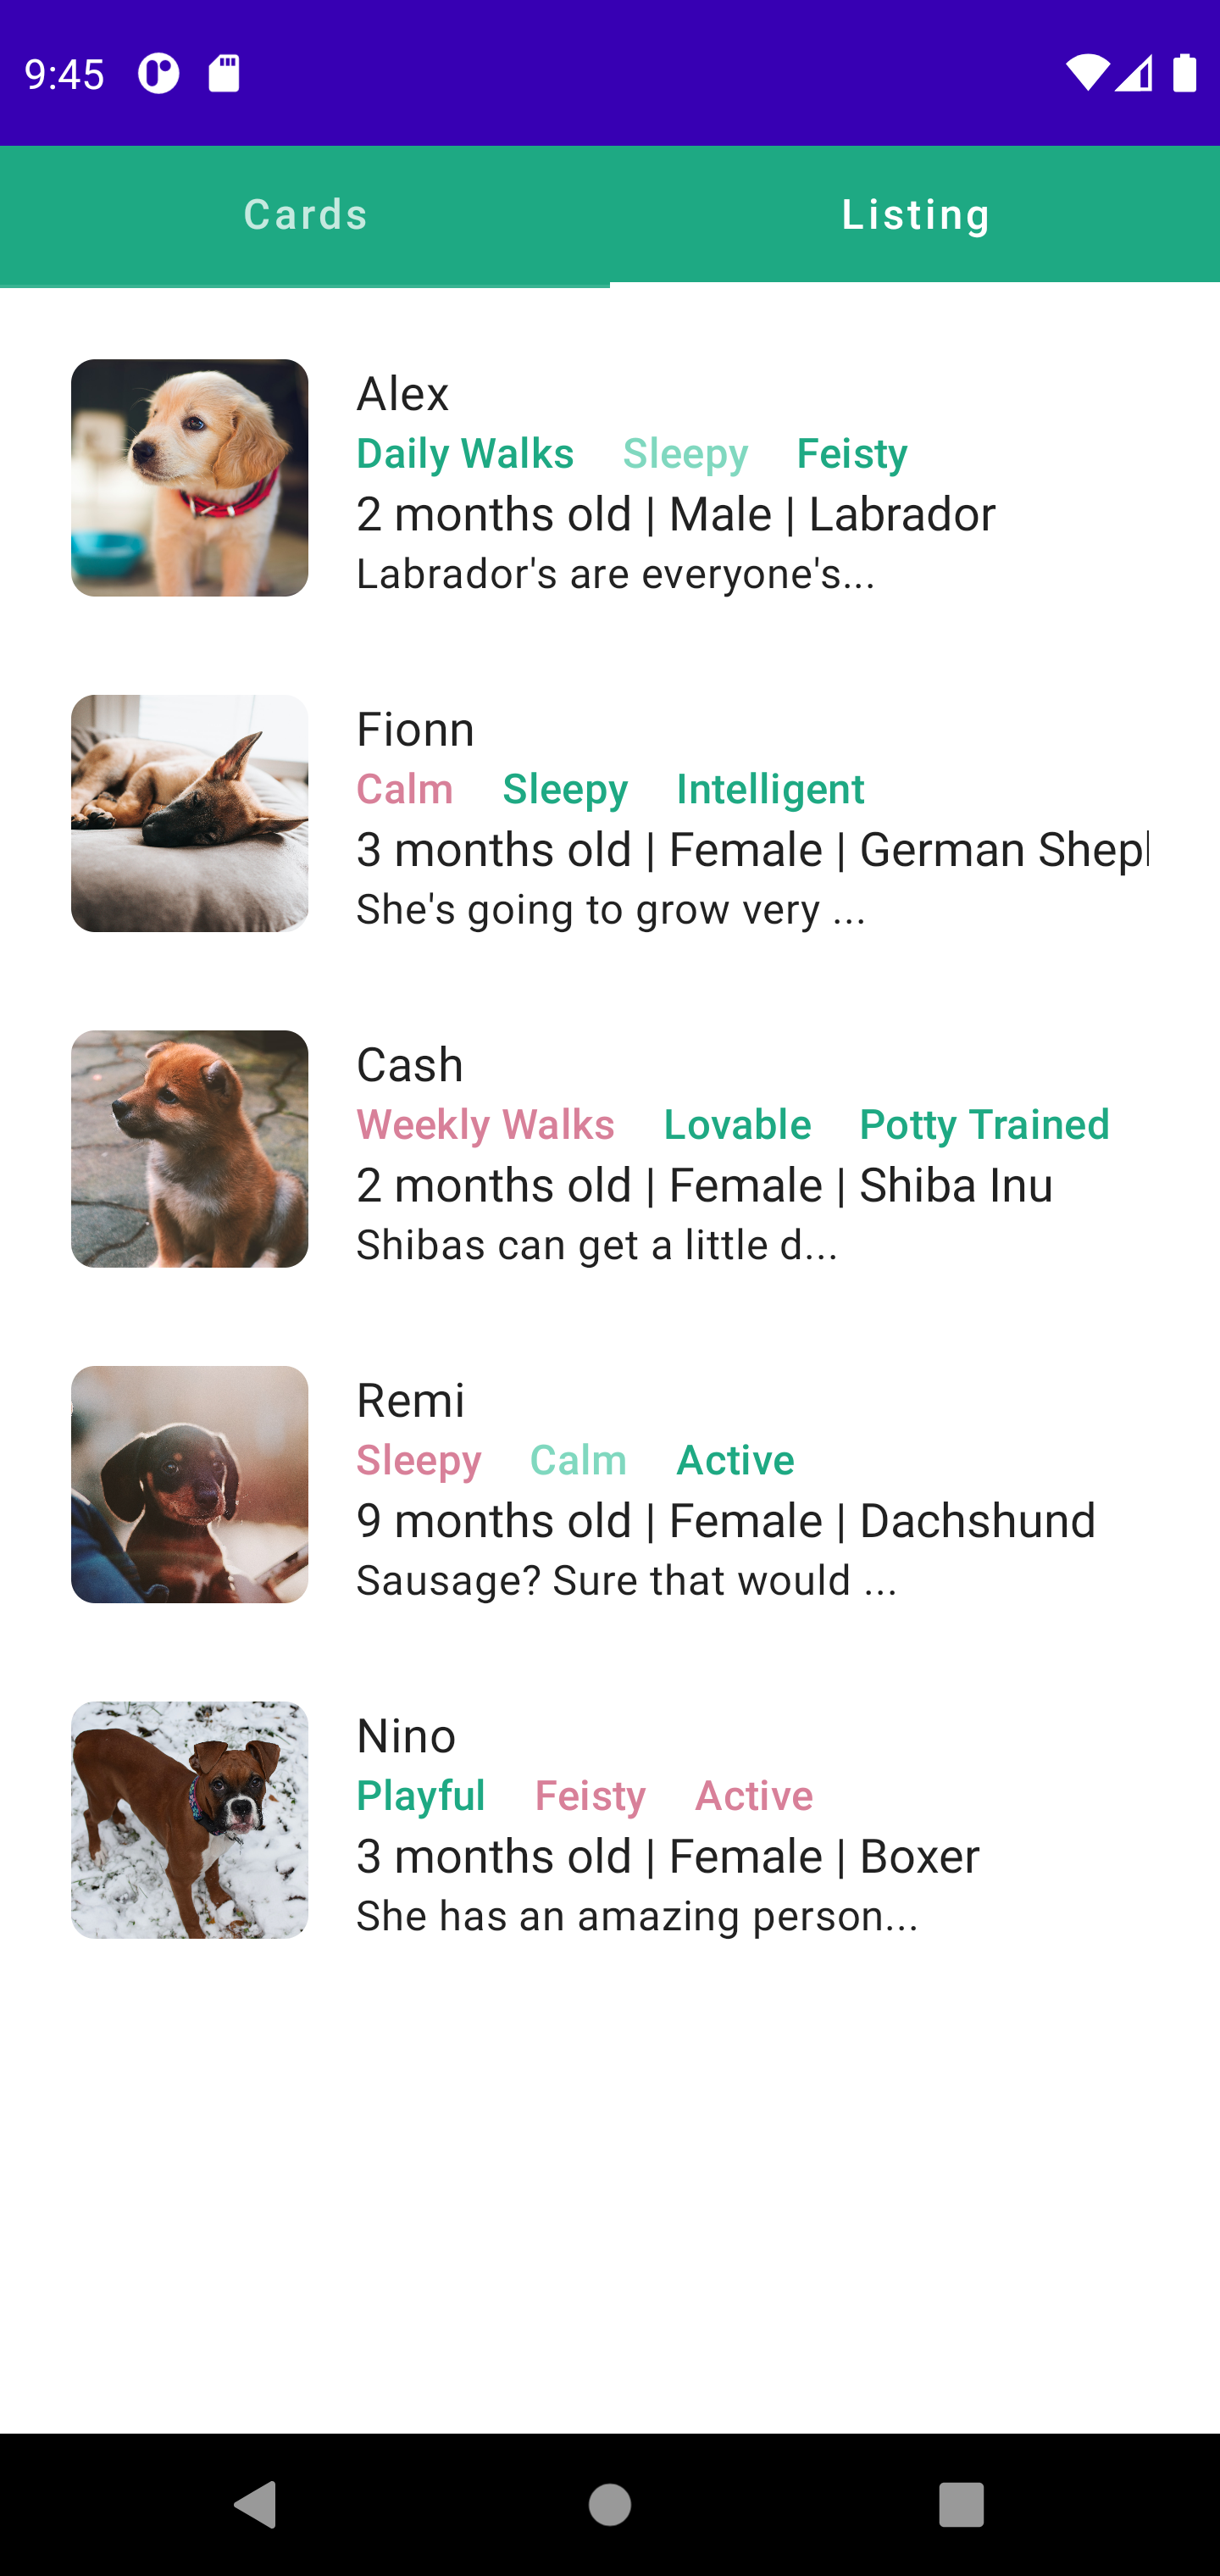 9:45
Cards Listing
Alex
Daily Walks Sleepy Feisty
2 months old | Male | Labrador
Labrador's are everyone's...
Fionn
Calm Sleepy Intelligent
3 months old | Female | German
She's going to grow very ...
Cash
Weekly Walks Lovable Potty Trained
2 months old | Female | Shiba Inu
Shibas can get a little d...
Remi
Sleepy Calm Active
9 months old | Female | Dachshund
Sausage? Sure that would ...
Nino
Playful Feisty Active
3 months old | Female | Boxer
She has an amazing person...